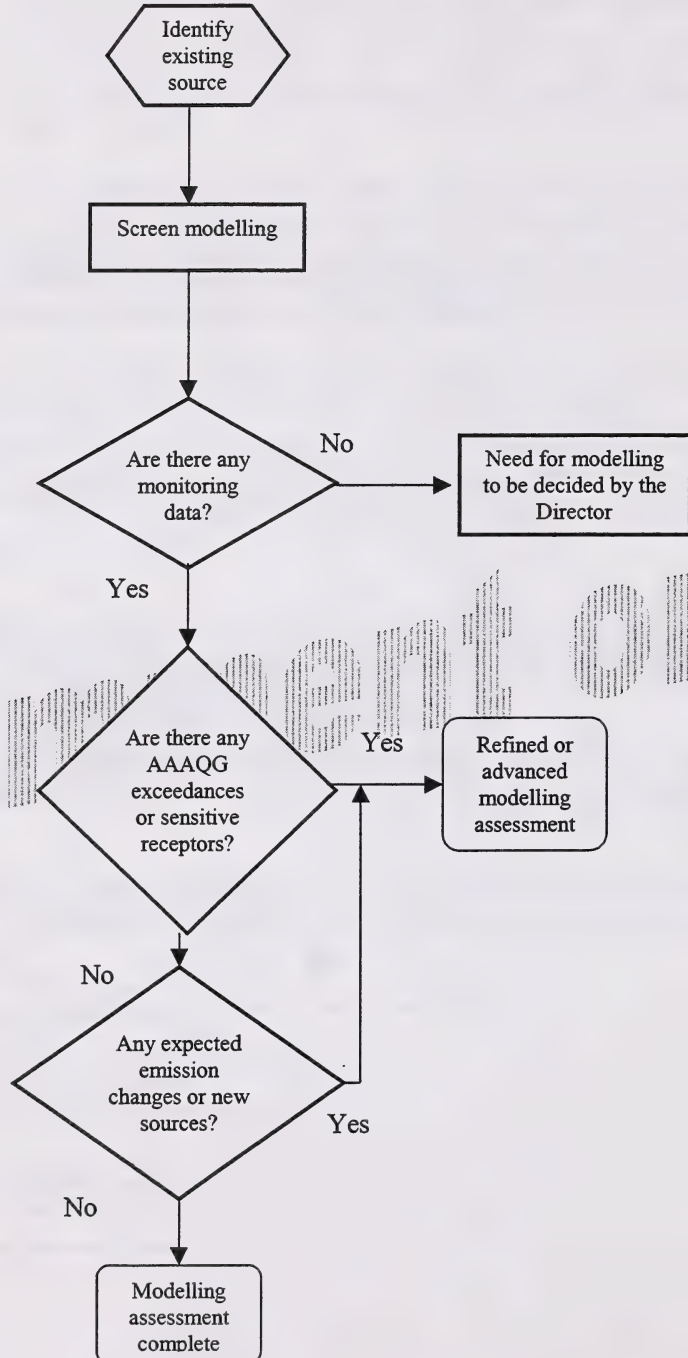 Identify
existing
source
Screen modelling
Are there any
monitoring
data?
No
Need for modelling
to be decided by the
Director
Yes
Are there any
AAAQG
exceedances
or sensitive
receptors?
Yes
Refined or
advanced
modelling
assessment
No
Any expected
emission
changes or new
sources?
Yes
No
Modelling
assessment
complete